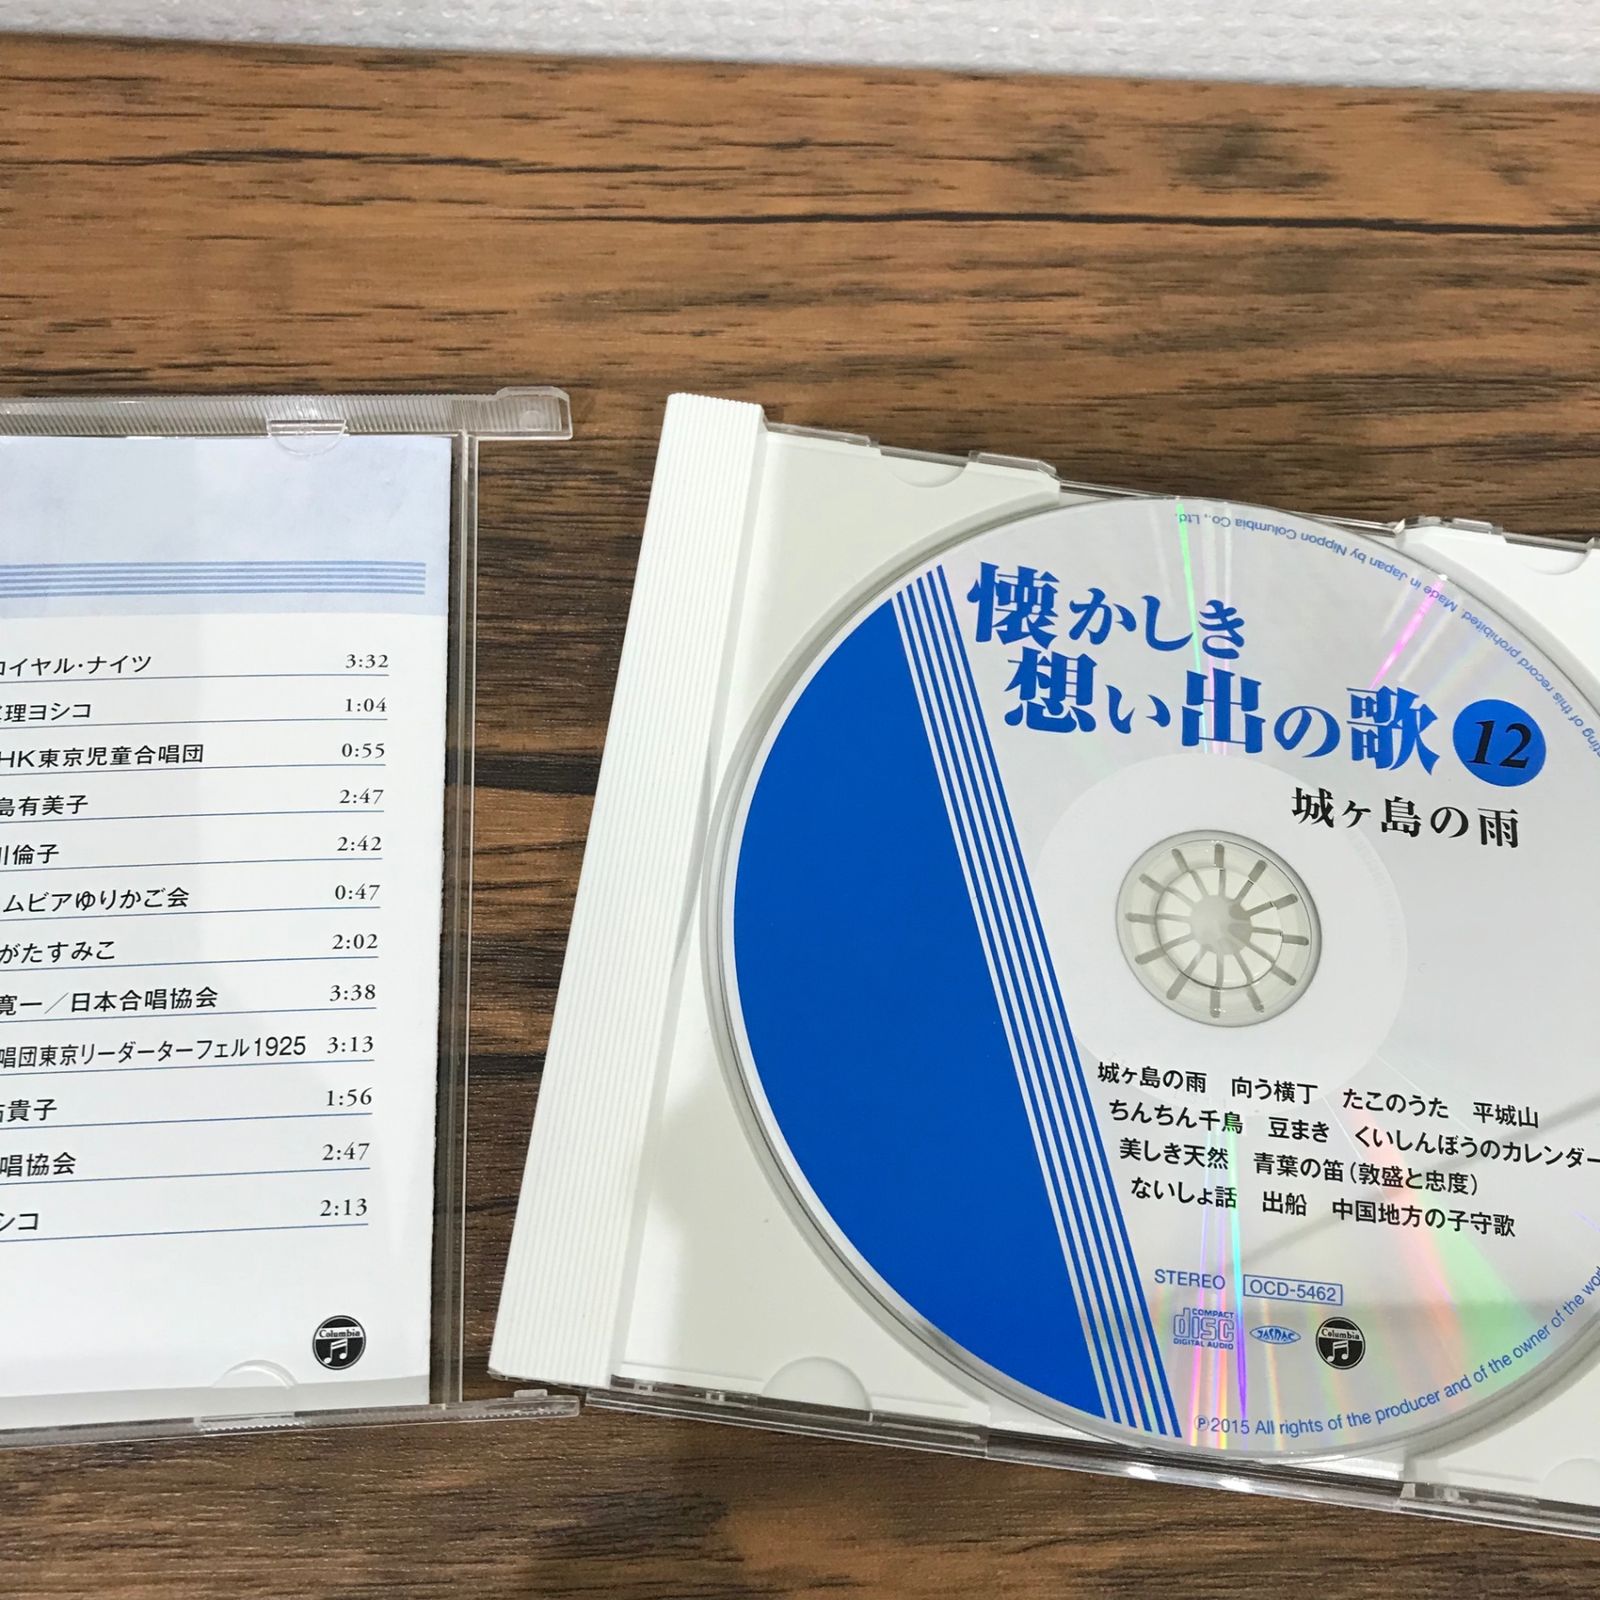 ロイヤル・ナイツ 3:32
理ヨシコ 1:04
HK東京児童合唱団 0:55
島有美子 2:47
川倫子 2:42
ムビアゆりかご会 0:47
がたすみこ 2:02
寛一／日本合唱協会 3:38
唱団東京リーダーターフェル1925 3:13
貴子 1:56
唱協会 2:47
シコ 2:13
Columbia
懐かしき
想い出の歌 12
城ヶ島の雨
城ヶ島の雨 向う横丁 たこのうた 平城山
ちんちん千鳥 豆まき くいしんぼうのカレンダー
美しき天然 青葉の笛（敦盛と忠度）
ないしょ話 出船 中国地方の子守歌
STEREO OCD-5462
COMPACT disc DIGITAL AUDIO JASRAC Columbia
Ⓟ2015 All rights of the producer and of the owner of the work
ting of this record prohibited. Made in Japan by Nippon Columbia Co., Ltd.